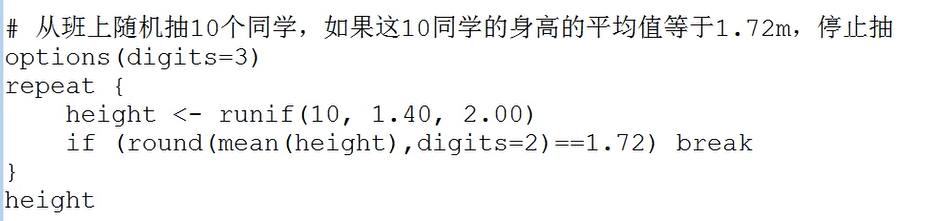 # 从班上随机抽10个同学，如果这10同学的身高的平均值等于1.72m，停止抽
options(digits=3)
repeat {
    height <- runif(10, 1.40, 2.00)
    if (round(mean(height),digits=2)==1.72) break
}
height